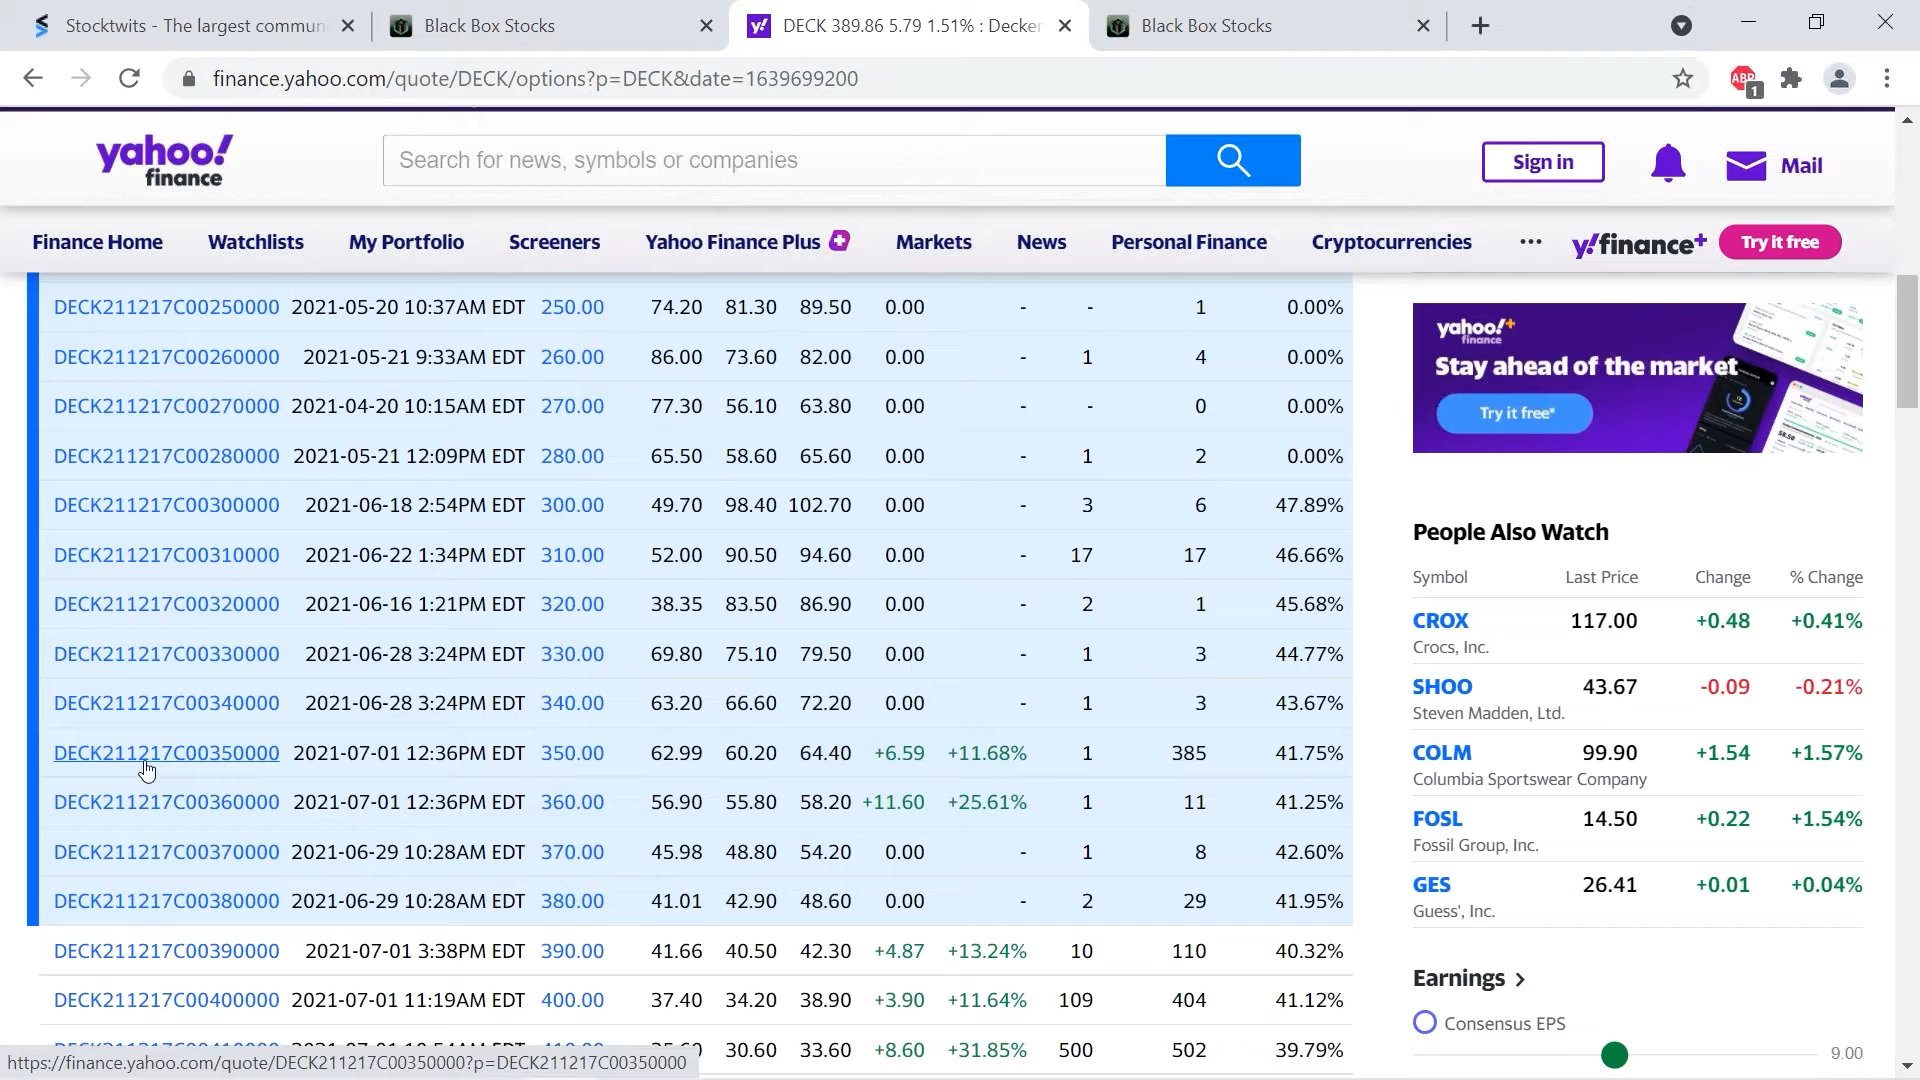 Stocktwits - The largest commun
Black Box Stocks
DECK 389.86 5.79 1.51% : Decker
Black Box Stocks
finance.yahoo.com/quote/DECK/options?p=DECK&date=1639699200
ABP
1
yahoo!
finance
Search for news, symbols or companies
Sign in
Mail
Finance Home Watchlists My Portfolio Screeners Yahoo Finance Plus Markets News Personal Finance Cryptocurrencies ... y!finance+ Try it free
DECK211217C00250000 2021-05-20 10:37AM EDT 250.00 74.20 81.30 89.50 0.00 - - 1 0.00%
DECK211217C00260000 2021-05-21 9:33AM EDT 260.00 86.00 73.60 82.00 0.00 - 1 4 0.00%
DECK211217C00270000 2021-04-20 10:15AM EDT 270.00 77.30 56.10 63.80 0.00 - - 0 0.00%
DECK211217C00280000 2021-05-21 12:09PM EDT 280.00 65.50 58.60 65.60 0.00 - 1 2 0.00%
DECK211217C00300000 2021-06-18 2:54PM EDT 300.00 49.70 98.40 102.70 0.00 - 3 6 47.89%
DECK211217C00310000 2021-06-22 1:34PM EDT 310.00 52.00 90.50 94.60 0.00 - 17 17 46.66%
DECK211217C00320000 2021-06-16 1:21PM EDT 320.00 38.35 83.50 86.90 0.00 - 2 1 45.68%
DECK211217C00330000 2021-06-28 3:24PM EDT 330.00 69.80 75.10 79.50 0.00 - 1 3 44.77%
DECK211217C00340000 2021-06-28 3:24PM EDT 340.00 63.20 66.60 72.20 0.00 - 1 3 43.67%
DECK211217C00350000 2021-07-01 12:36PM EDT 350.00 62.99 60.20 64.40 +6.59 +11.68% 1 385 41.75%
DECK211217C00360000 2021-07-01 12:36PM EDT 360.00 56.90 55.80 58.20 +11.60 +25.61% 1 11 41.25%
DECK211217C00370000 2021-06-29 10:28AM EDT 370.00 45.98 48.80 54.20 0.00 - 1 8 42.60%
DECK211217C00380000 2021-06-29 10:28AM EDT 380.00 41.01 42.90 48.60 0.00 - 2 29 41.95%
DECK211217C00390000 2021-07-01 3:38PM EDT 390.00 41.66 40.50 42.30 +4.87 +13.24% 10 110 40.32%
DECK211217C00400000 2021-07-01 11:19AM EDT 400.00 37.40 34.20 38.90 +3.90 +11.64% 109 404 41.12%
30.60 33.60 +8.60 +31.85% 500 502 39.79%
https://finance.yahoo.com/quote/DECK211217C00350000?p=DECK211217C00350000
yahoo!+
finance
Stay ahead of the market
Try it free*
People Also Watch
Symbol Last Price Change % Change
CROX 117.00 +0.48 +0.41%
Crocs, Inc.
SHOO 43.67 -0.09 -0.21%
Steven Madden, Ltd.
COLM 99.90 +1.54 +1.57%
Columbia Sportswear Company
FOSL 14.50 +0.22 +1.54%
Fossil Group, Inc.
GES 26.41 +0.01 +0.04%
Guess', Inc.
Earnings
Consensus EPS
9.00